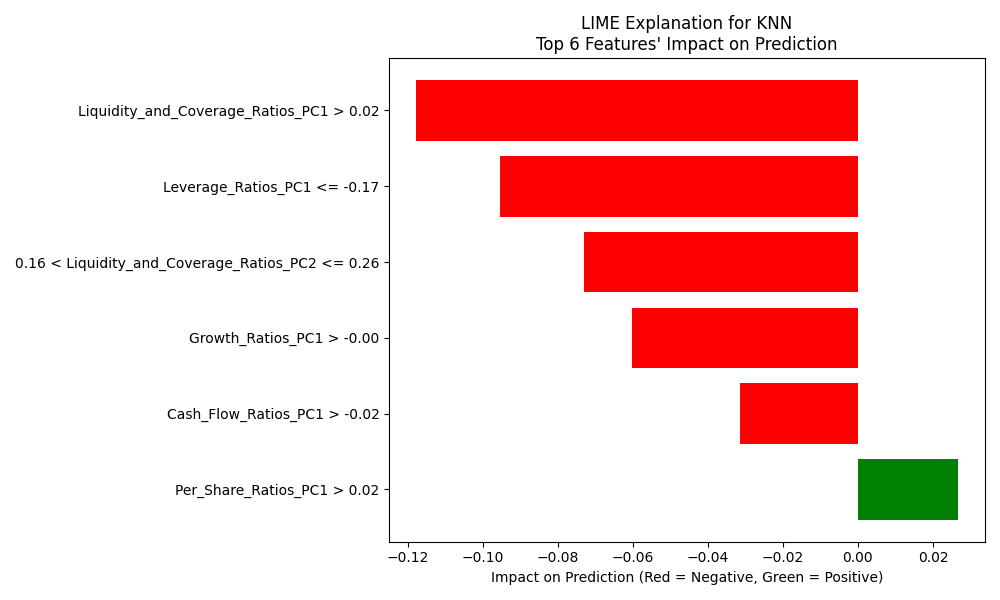 LIME Explanation for KNN
Top 6 Features' Impact on Prediction
Liquidity_and_Coverage_Ratios_PC1 > 0.02
Leverage_Ratios_PC1 <= -0.17
0.16 < Liquidity_and_Coverage_Ratios_PC2 <= 0.26
Growth_Ratios_PC1 > -0.00
Cash_Flow_Ratios_PC1 > -0.02
Per_Share_Ratios_PC1 > 0.02
−0.12 −0.10 −0.08 −0.06 −0.04 −0.02 0.00 0.02
Impact on Prediction (Red = Negative, Green = Positive)